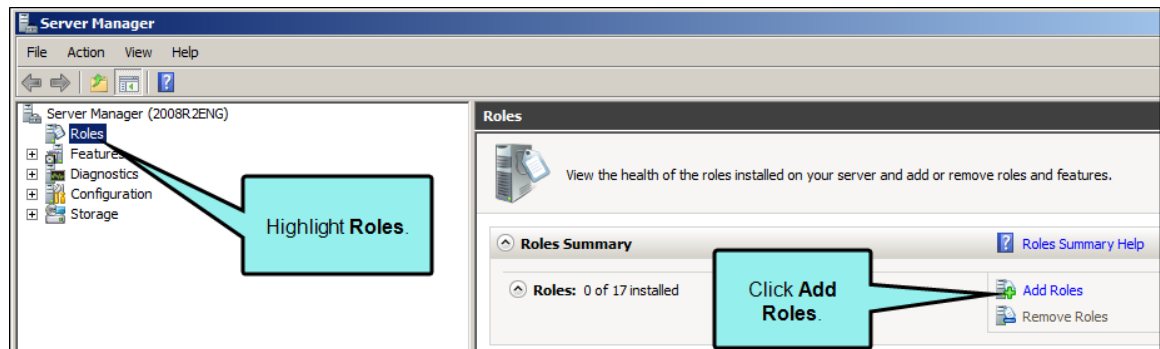 Server Manager
File Action View Help
Server Manager (2008R2ENG)
Roles
Features
Diagnostics
Configuration
Storage
Highlight Roles.
Roles
View the health of the roles installed on your server and add or remove roles and features.
Roles Summary
Roles Summary Help
Roles: 0 of 17 installed
Click Add
Roles.
Add Roles
Remove Roles